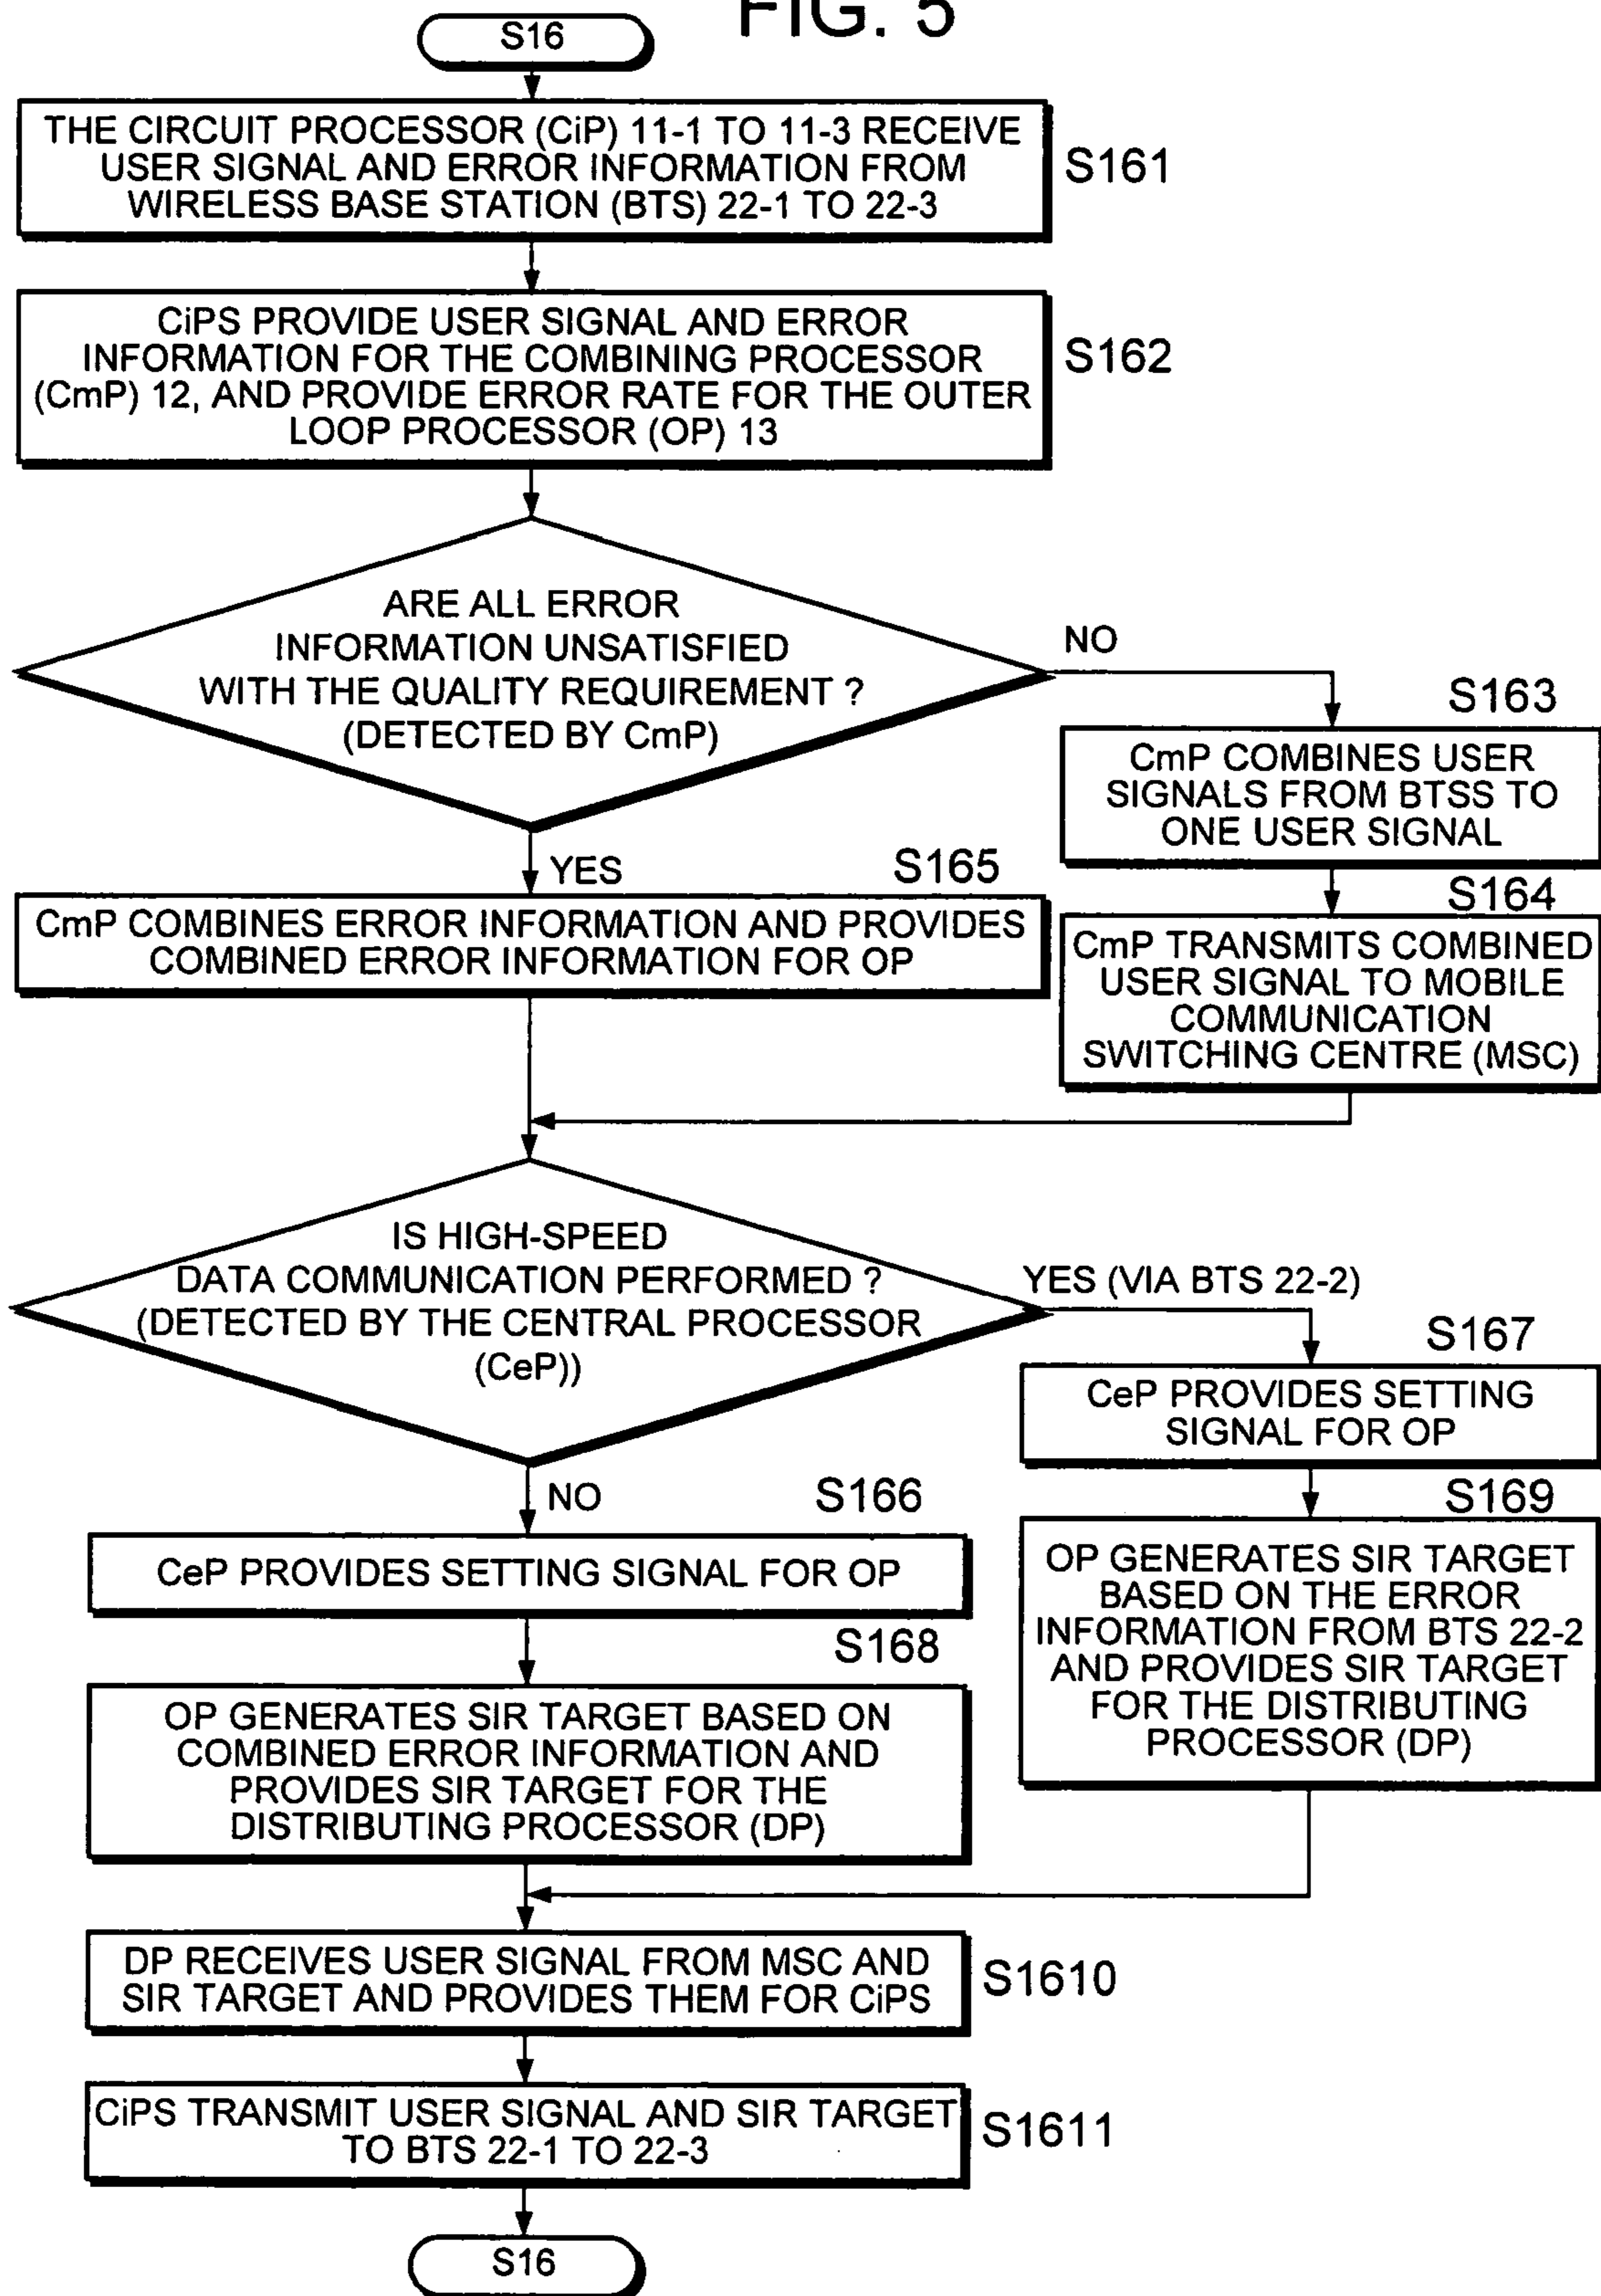 FIG. 5
S16
THE CIRCUIT PROCESSOR (CiP) 11-1 TO 11-3 RECEIVE
USER SIGNAL AND ERROR INFORMATION FROM
WIRELESS BASE STATION (BTS) 22-1 TO 22-3
S161
CiPS PROVIDE USER SIGNAL AND ERROR
INFORMATION FOR THE COMBINING PROCESSOR
(CmP) 12, AND PROVIDE ERROR RATE FOR THE OUTER
LOOP PROCESSOR (OP) 13
S162
ARE ALL ERROR
INFORMATION UNSATISFIED
WITH THE QUALITY REQUIREMENT ?
(DETECTED BY CmP)
NO
S163
CmP COMBINES USER
SIGNALS FROM BTSS TO
ONE USER SIGNAL
S164
CmP TRANSMITS COMBINED
USER SIGNAL TO MOBILE
COMMUNICATION
SWITCHING CENTRE (MSC)
YES
S165
CmP COMBINES ERROR INFORMATION AND PROVIDES
COMBINED ERROR INFORMATION FOR OP
IS HIGH-SPEED
DATA COMMUNICATION PERFORMED ?
(DETECTED BY THE CENTRAL PROCESSOR
(CeP))
YES (VIA BTS 22-2)
S167
CeP PROVIDES SETTING
SIGNAL FOR OP
S169
OP GENERATES SIR TARGET
BASED ON THE ERROR
INFORMATION FROM BTS 22-2
AND PROVIDES SIR TARGET
FOR THE DISTRIBUTING
PROCESSOR (DP)
NO
S166
CeP PROVIDES SETTING SIGNAL FOR OP
S168
OP GENERATES SIR TARGET BASED ON
COMBINED ERROR INFORMATION AND
PROVIDES SIR TARGET FOR THE
DISTRIBUTING PROCESSOR (DP)
DP RECEIVES USER SIGNAL FROM MSC AND
SIR TARGET AND PROVIDES THEM FOR CiPS
S1610
CiPS TRANSMIT USER SIGNAL AND SIR TARGET
TO BTS 22-1 TO 22-3
S1611
S16